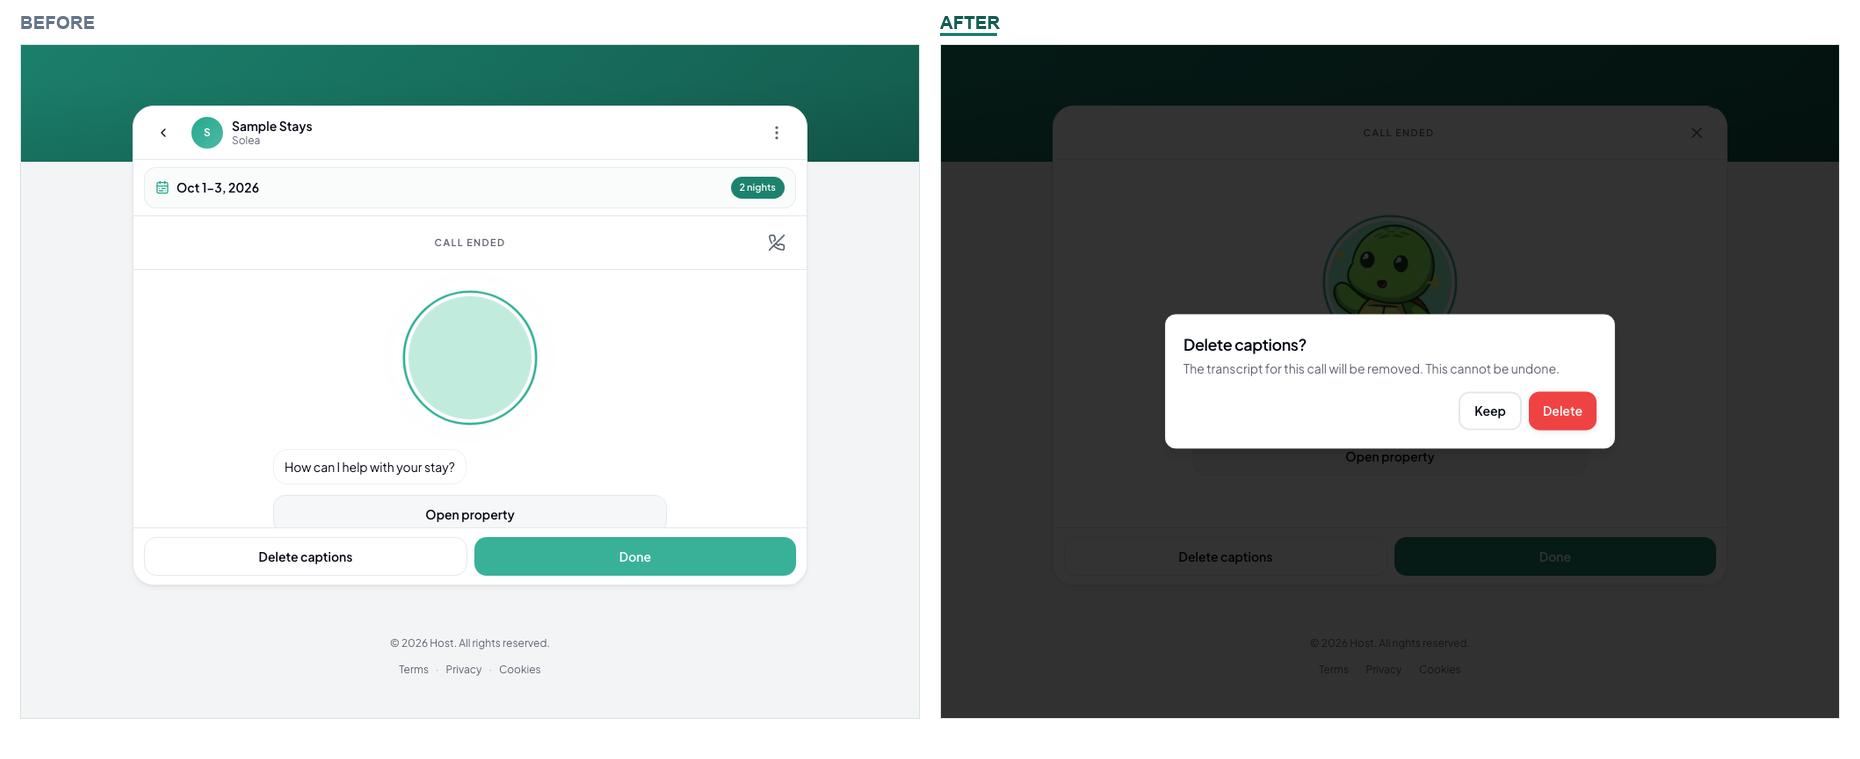 BEFORE
S
Sample Stays
Solea
Oct 1–3, 2026
2 nights
CALL ENDED
How can I help with your stay?
Open property
Delete captions
Done
© 2026 Host. All rights reserved.
Terms · Privacy · Cookies
AFTER
CALL ENDED
Delete captions?
The transcript for this call will be removed. This cannot be undone.
Keep
Delete
Open property
Delete captions
Done
© 2026 Host. All rights reserved.
Terms Privacy Cookies